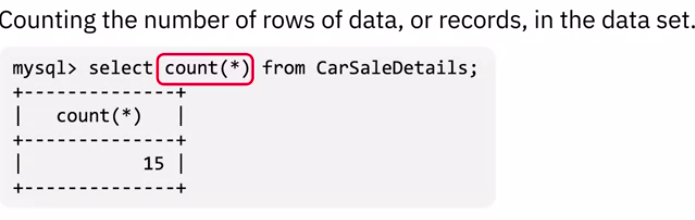 Counting the number of rows of data, or records, in the data set.
mysql> select count(*) from CarSaleDetails;
+--------------+
|   count(*)   |
+--------------+
|           15 |
+--------------+